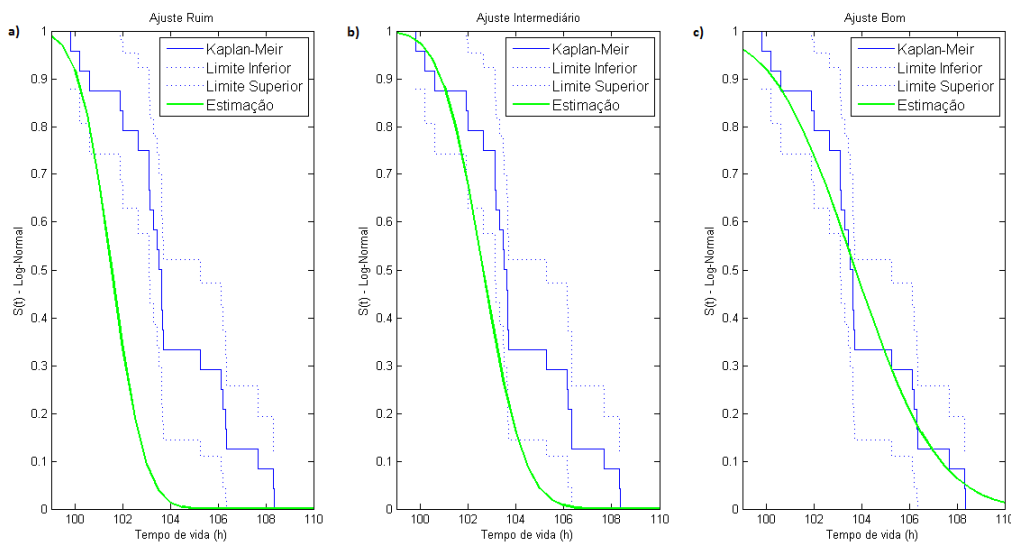 a)
Ajuste Ruim
Kaplan-Meir
Limite Inferior
Limite Superior
Estimação
S(t) - Log-Normal
1
0.9
0.8
0.7
0.6
0.5
0.4
0.3
0.2
0.1
0
100 102 104 106 108 110
Tempo de vida (h)
b)
Ajuste Intermediário
Kaplan-Meir
Limite Inferior
Limite Superior
Estimação
S(t) - Log-Normal
1
0.9
0.8
0.7
0.6
0.5
0.4
0.3
0.2
0.1
0
100 102 104 106 108 110
Tempo de vida (h)
c)
Ajuste Bom
Kaplan-Meir
Limite Inferior
Limite Superior
Estimação
S(t) - Log-Normal
1
0.9
0.8
0.7
0.6
0.5
0.4
0.3
0.2
0.1
0
100 102 104 106 108 110
Tempo de vida (h)